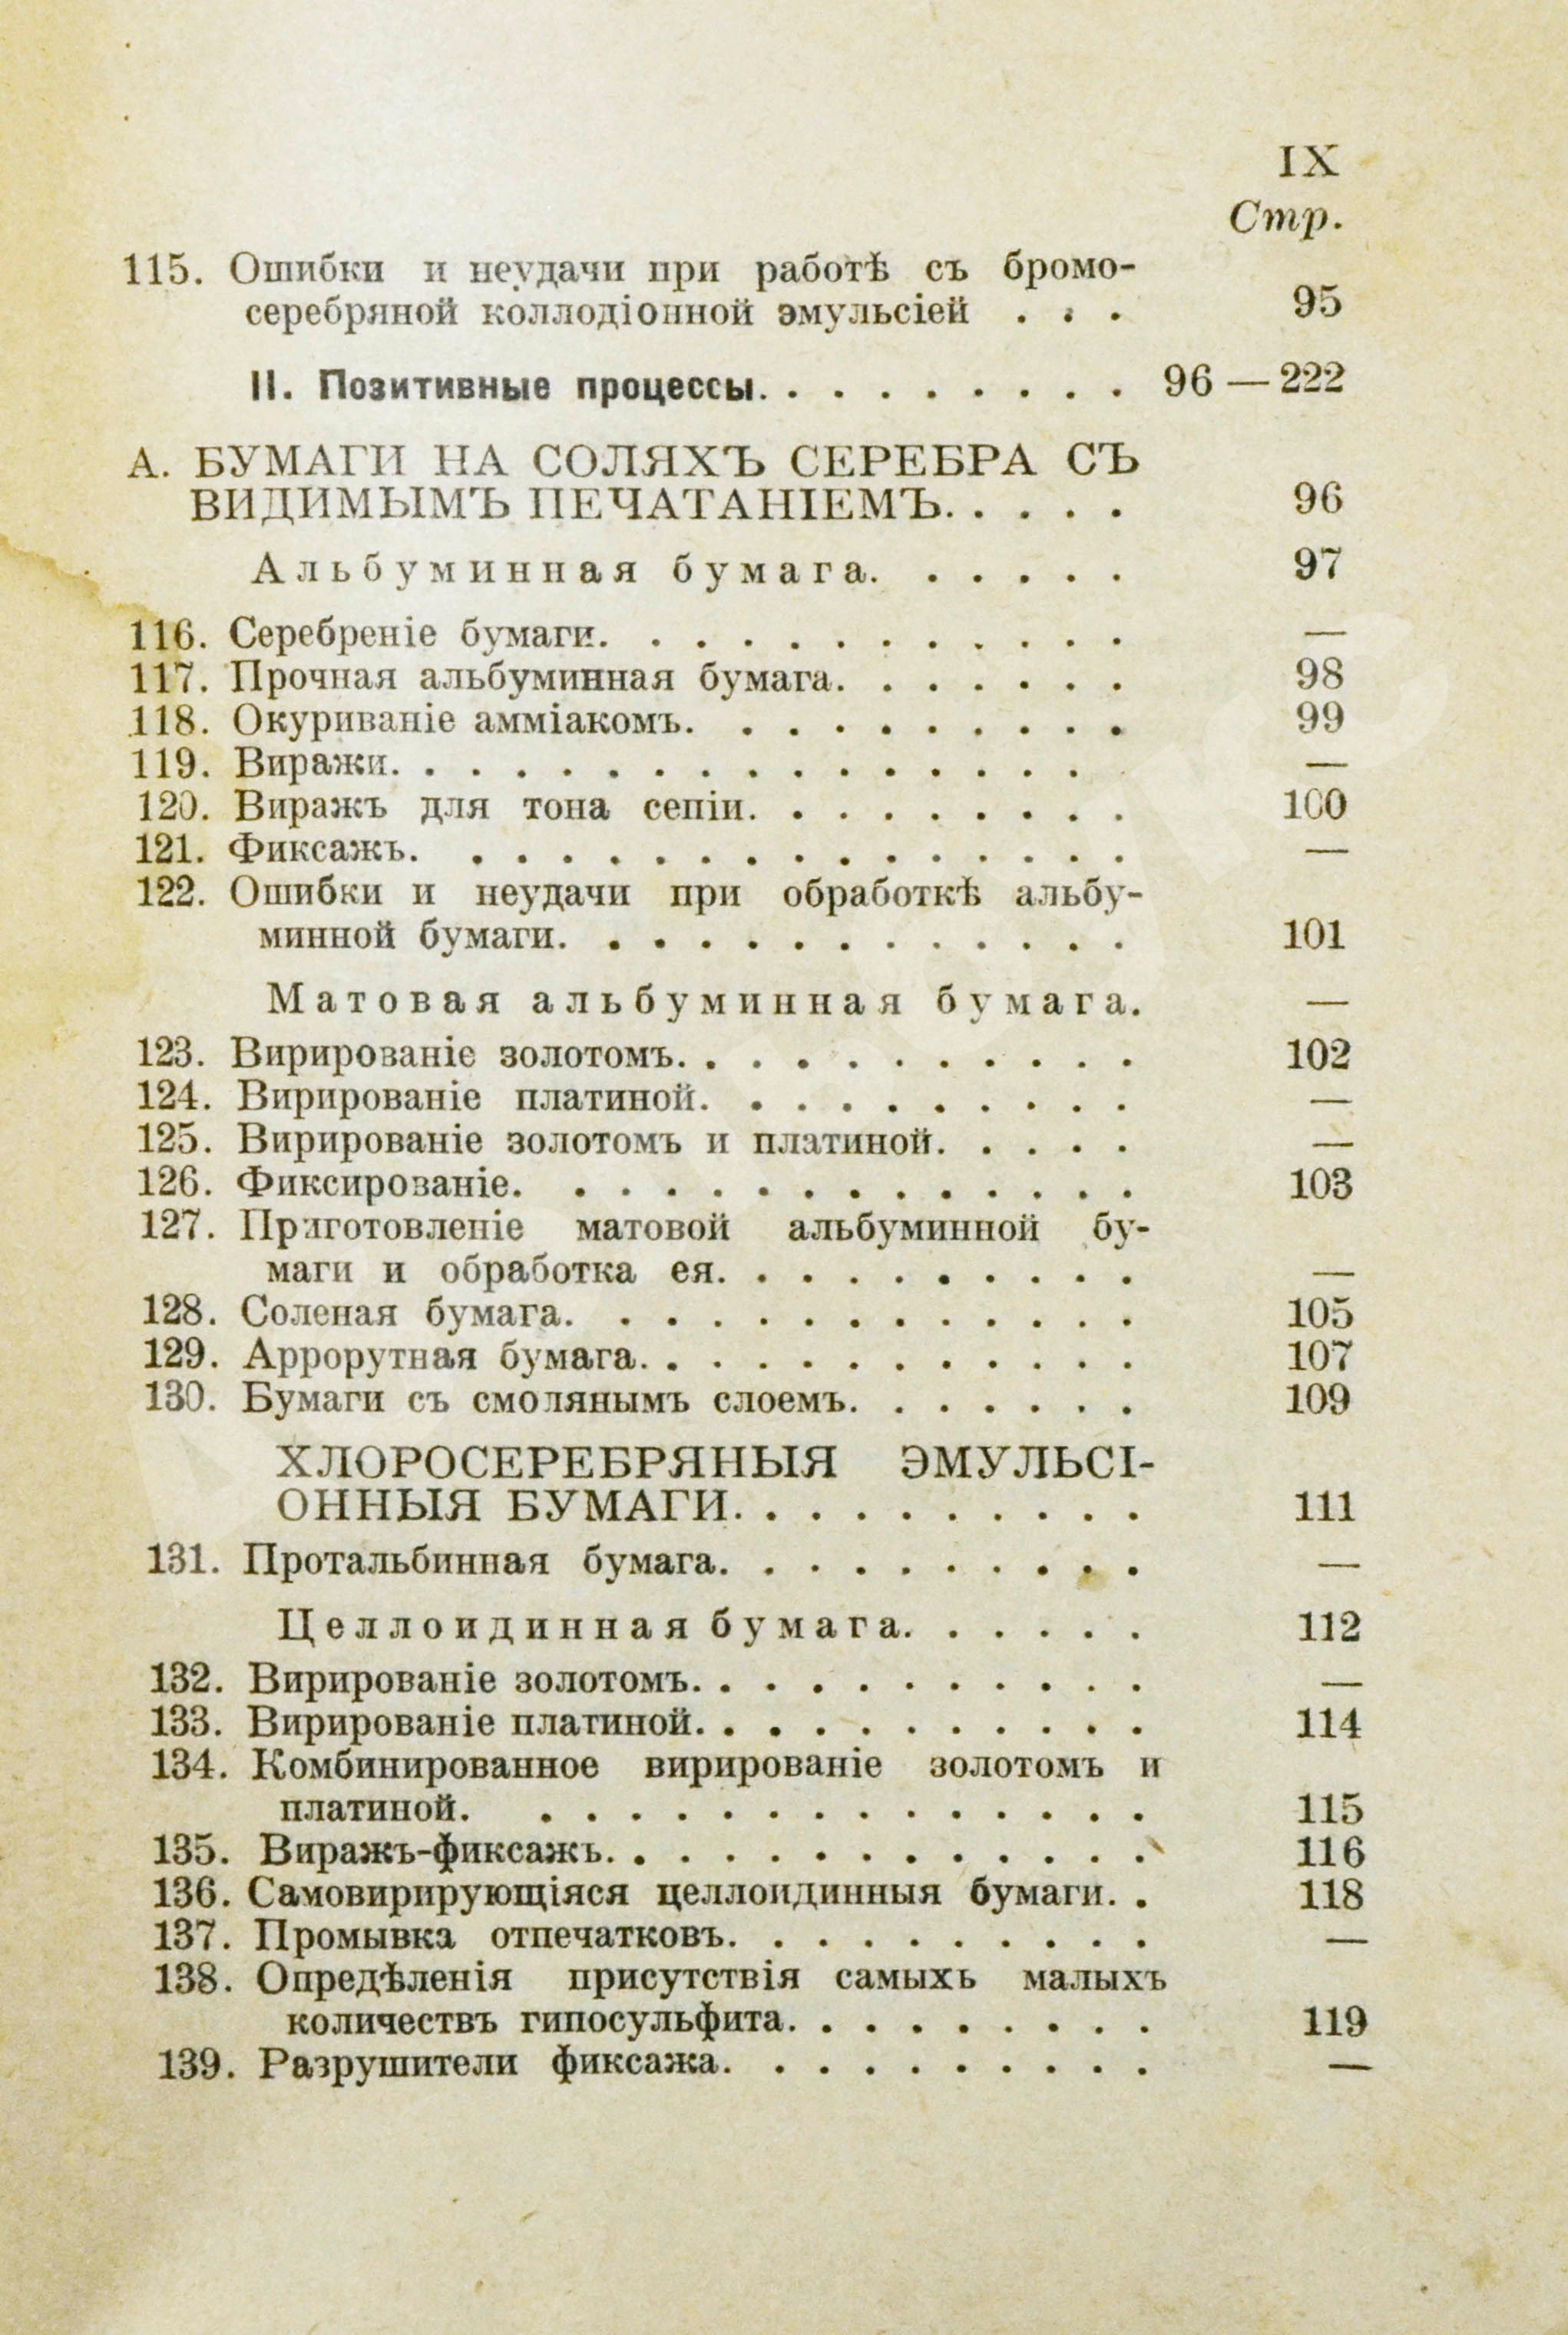 IX
Стр.
115. Ошибки и неудачи при работѣ съ бромо-
серебряной коллодіонной эмульсіей . . . 95
II. Позитивные процессы. . . . . . . . . 96 — 222
А. БУМАГИ НА СОЛЯХЪ СЕРЕБРА СЪ
ВИДИМЫМЪ ПЕЧАТАНІЕМЪ. . . . . 96
Альбуминная бумага. . . . . . 97
116. Серебреніе бумаги. . . . . . . . . . . . —
117. Прочная альбуминная бумага. . . . . . . 98
118. Окуриваніе амміакомъ. . . . . . . . . . 99
119. Виражи. . . . . . . . . . . . . . . . —
120. Виражъ для тона сепіи. . . . . . . . . 100
121. Фиксажъ. . . . . . . . . . . . . . . . —
122. Ошибки и неудачи при обработкѣ альбу-
минной бумаги. . . . . . . . . . . . . 101
Матовая альбуминная бумага. —
123. Вирированіе золотомъ. . . . . . . . . . . 102
124. Вирированіе платиной. . . . . . . . . . —
125. Вирированіе золотомъ и платиной. . . . . —
126. Фиксированіе. . . . . . . . . . . . . . 103
127. Приготовленіе матовой альбуминной бу-
маги и обработка ея. . . . . . . . . . —
128. Соленая бумага. . . . . . . . . . . . . 105
129. Аррорутная бумага. . . . . . . . . . . . 107
130. Бумаги съ смолянымъ слоемъ. . . . . . . 109
ХЛОРОСЕРЕБРЯНЫЯ ЭМУЛЬСІ-
ОННЫЯ БУМАГИ. . . . . . . . . . 111
131. Протальбинная бумага. . . . . . . . . . —
Целлоидинная бумага. . . . . . 112
132. Вирированіе золотомъ. . . . . . . . . . . —
133. Вирированіе платиной. . . . . . . . . . . 114
134. Комбинированное вирированіе золотомъ и
платиной. . . . . . . . . . . . . . . 115
135. Виражъ-фиксажъ. . . . . . . . . . . . . 116
136. Самовирирующіяся целлоидинныя бумаги. . 118
137. Промывка отпечатковъ. . . . . . . . . . —
138. Опредѣленія присутствія самыхъ малыхъ
количествъ гипосульфита. . . . . . . . . 119
139. Разрушители фиксажа. . . . . . . . . . —